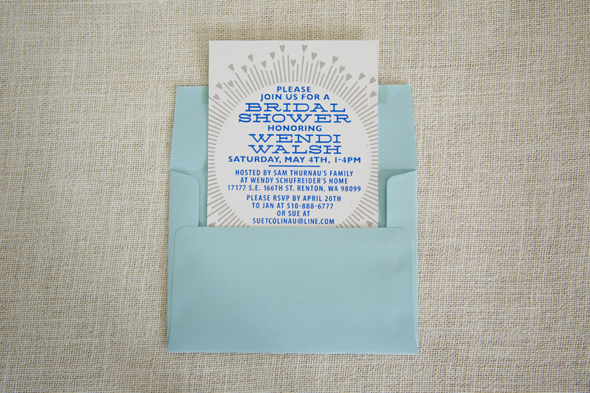 PLEASE
JOIN US FOR A
BRIDAL
SHOWER
HONORING
WENDI
WALSH
SATURDAY, MAY 4TH, 1-4PM
HOSTED BY SAM THURNAU'S FAMILY
AT WENDY SCHUFREIDER'S HOME
17177 S.E. 166TH ST. RENTON, WA 98099
PLEASE RSVP BY APRIL 20TH
TO JAN AT 510-888-6777
OR SUE AT
SUETCOLINAU@LINE.COM